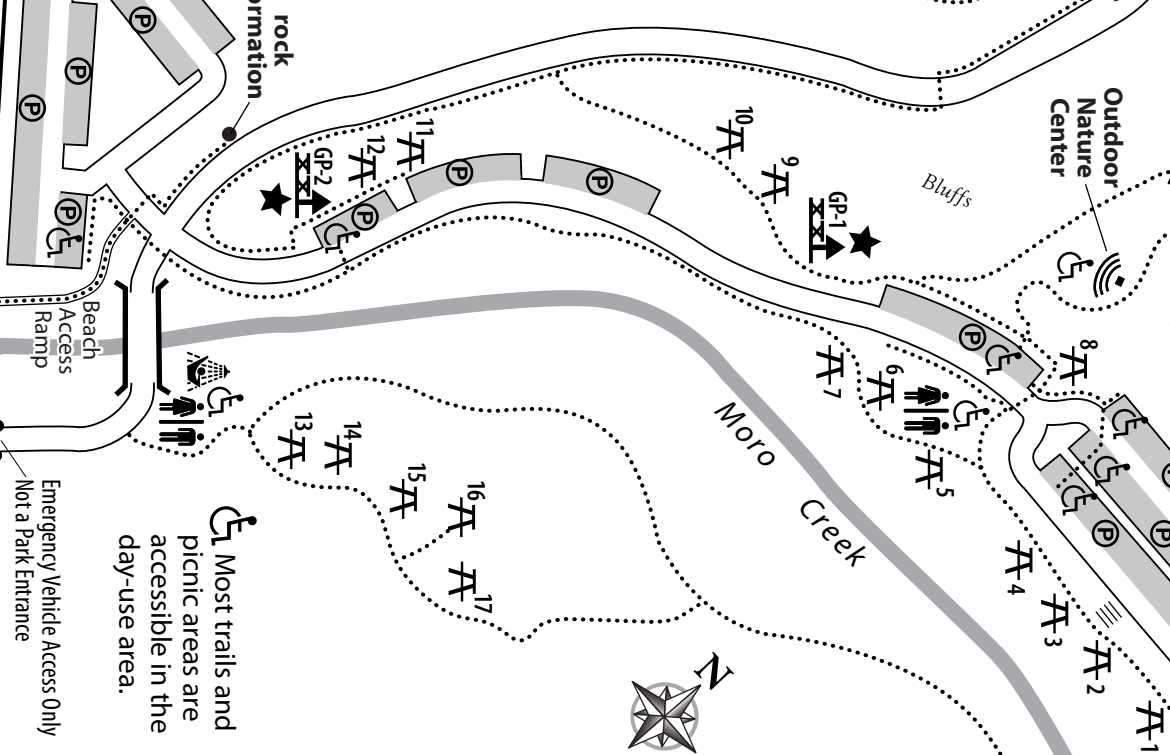 rock
ormation
P
P
P
P
GP-2
12
11
P
P
P
10
9
GP-1
Bluffs
Outdoor
Nature
Center
P
8
7
6
5
P
P
4
3
2
1
Moro
Creek
Beach
Access
Ramp
13
14
15
16
17
Most trails and
picnic areas are
accessible in the
day-use area.
Emergency Vehicle Access Only
Not a Park Entrance
N